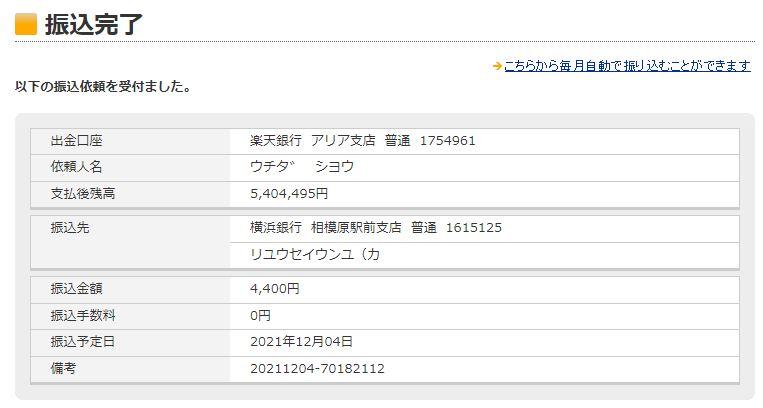 振込完了
こちらから毎月自動で振り込むことができます
以下の振込依頼を受付ました。
出金口座 楽天銀行 アリア支店 普通 1754961
依頼人名 ウチタ゛ シヨウ
支払後残高 5,404,495円
振込先 横浜銀行 相模原駅前支店 普通 1615125
リユウセイウンユ（カ
振込金額 4,400円
振込手数料 0円
振込予定日 2021年12月04日
備考 20211204-70182112